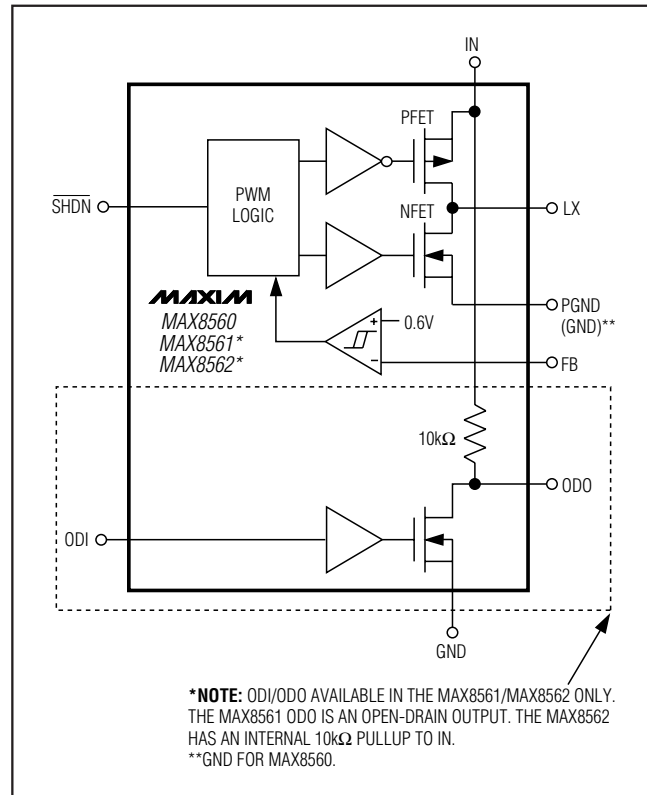 IN
PFET
SHDN
PWM
LOGIC
LX
NFET
MAXIM
MAX8560
MAX8561*
MAX8562*
PGND
(GND)**
+
0.6V
−
FB
10kΩ
ODO
ODI
GND
*NOTE: ODI/ODO AVAILABLE IN THE MAX8561/MAX8562 ONLY.
THE MAX8561 ODO IS AN OPEN-DRAIN OUTPUT. THE MAX8562
HAS AN INTERNAL 10kΩ PULLUP TO IN.
**GND FOR MAX8560.